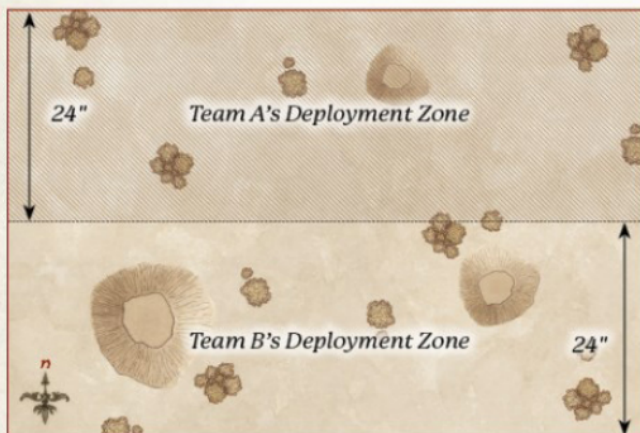 24"
Team A's Deployment Zone
Team B's Deployment Zone
24"
n